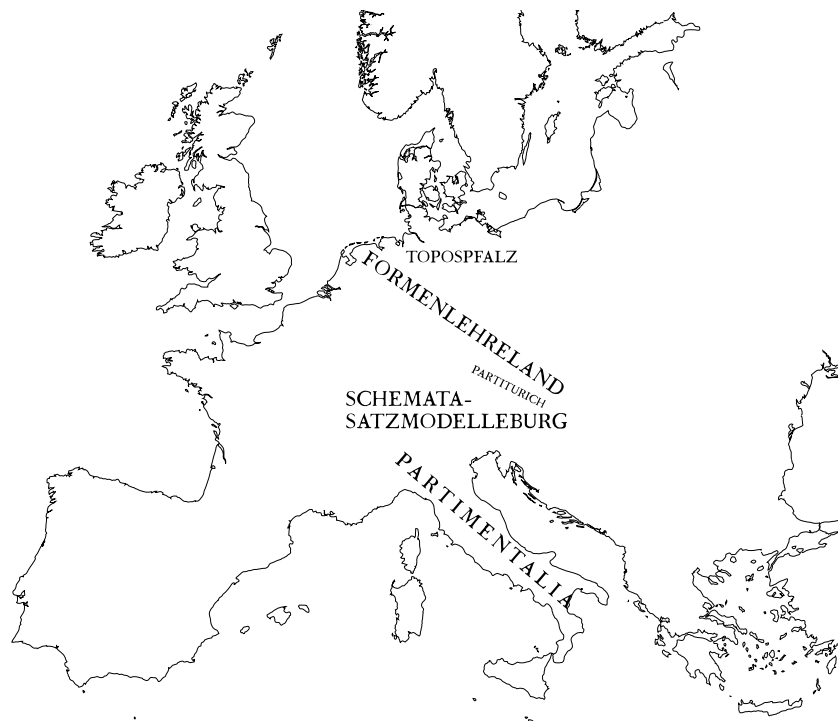 TOPOSPFALZ
FORMENLEHRELAND
PARTITURICH
SCHEMATA-
SATZMODELLEBURG
PARTIMENTALIA